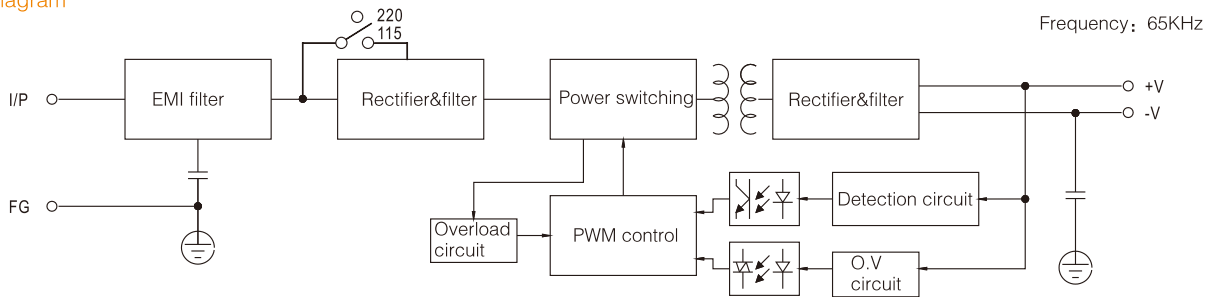 220
115
Frequency: 65KHz
I/P
EMI filter
Rectifier&filter
Power switching
Rectifier&filter
+V
-V
FG
Overload
circuit
PWM control
Detection circuit
O.V
circuit